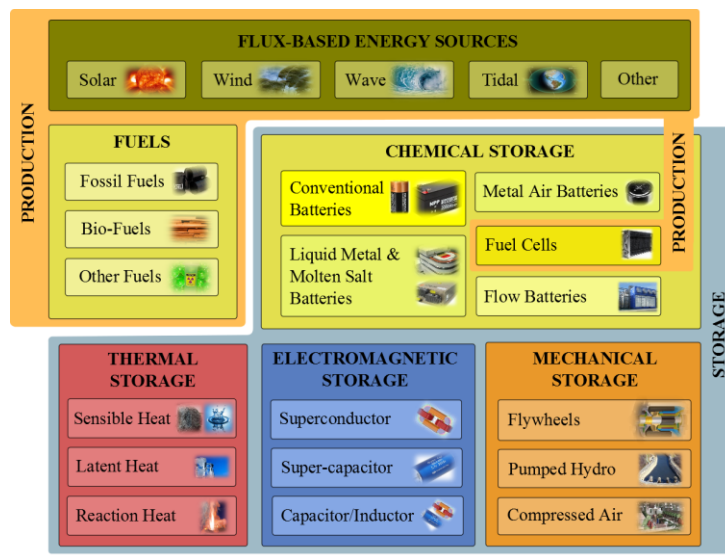 FLUX-BASED ENERGY SOURCES
Solar
Wind
Wave
Tidal
Other
PRODUCTION
FUELS
Fossil Fuels
Bio-Fuels
Other Fuels
CHEMICAL STORAGE
Conventional
Batteries
Metal Air Batteries
Liquid Metal &
Molten Salt
Batteries
Fuel Cells
Flow Batteries
PRODUCTION
STORAGE
THERMAL
STORAGE
Sensible Heat
Latent Heat
Reaction Heat
ELECTROMAGNETIC
STORAGE
Superconductor
Super-capacitor
Capacitor/Inductor
MECHANICAL
STORAGE
Flywheels
Pumped Hydro
Compressed Air